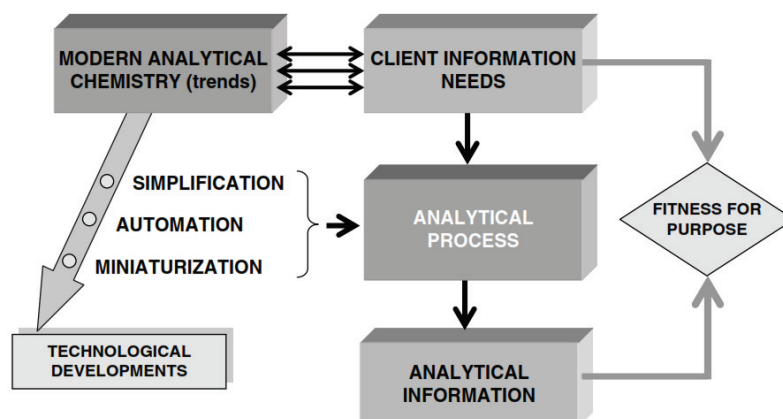 MODERN ANALYTICAL
CHEMISTRY (trends)
CLIENT INFORMATION
NEEDS
SIMPLIFICATION
AUTOMATION
MINIATURIZATION
ANALYTICAL
PROCESS
FITNESS FOR
PURPOSE
TECHNOLOGICAL
DEVELOPMENTS
ANALYTICAL
INFORMATION